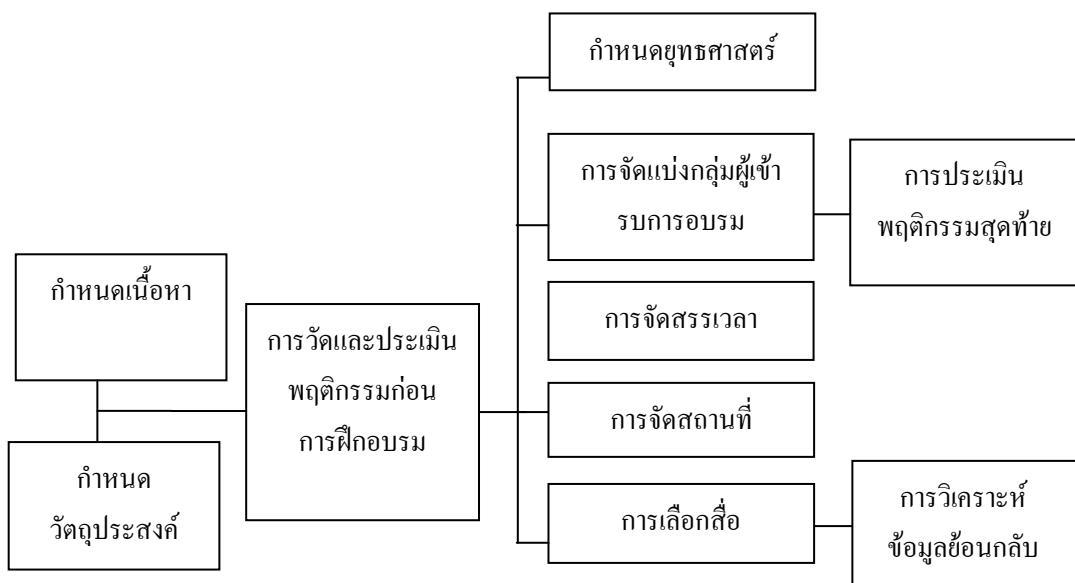 กำหนดเนื้อหา
กำหนด
วัตถุประสงค์
การวัดและประเมิน
พฤติกรรมก่อน
การฝึกอบรม
กำหนดยุทธศาสตร์
การจัดแบ่งกลุ่มผู้เข้า
รบการอบรม
การจัดสรรเวลา
การจัดสถานที่
การเลือกสื่อ
การประเมิน
พฤติกรรมสุดท้าย
การวิเคราะห์
ข้อมูลย้อนกลับ